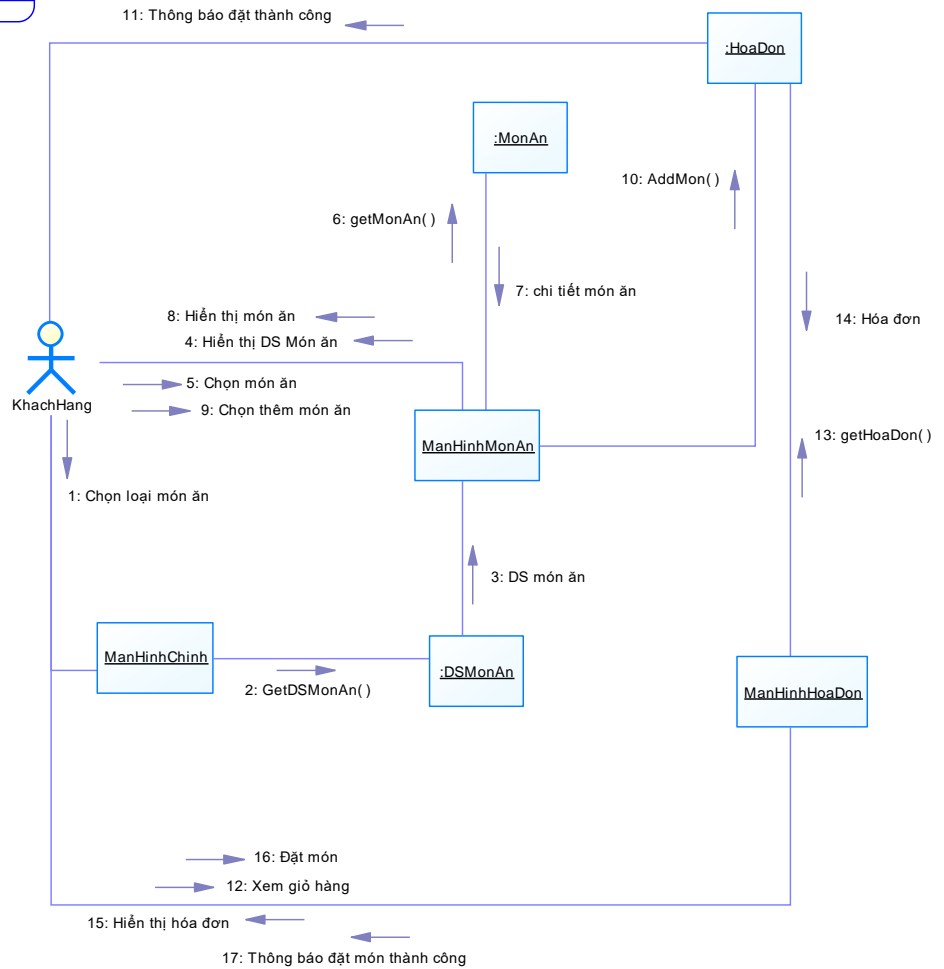 11: Thông báo đặt thành công
:HoaDon
:MonAn
10: AddMon( )
6: getMonAn( )
7: chi tiết món ăn
8: Hiển thị món ăn
14: Hóa đơn
4: Hiển thị DS Món ăn
5: Chọn món ăn
KhachHang
9: Chọn thêm món ăn
13: getHoaDon( )
ManHinhMonAn
1: Chọn loại món ăn
3: DS món ăn
ManHinhChinh
:DSMonAn
2: GetDSMonAn( )
ManHinhHoaDon
16: Đặt món
12: Xem giỏ hàng
15: Hiển thị hóa đơn
17: Thông báo đặt món thành công